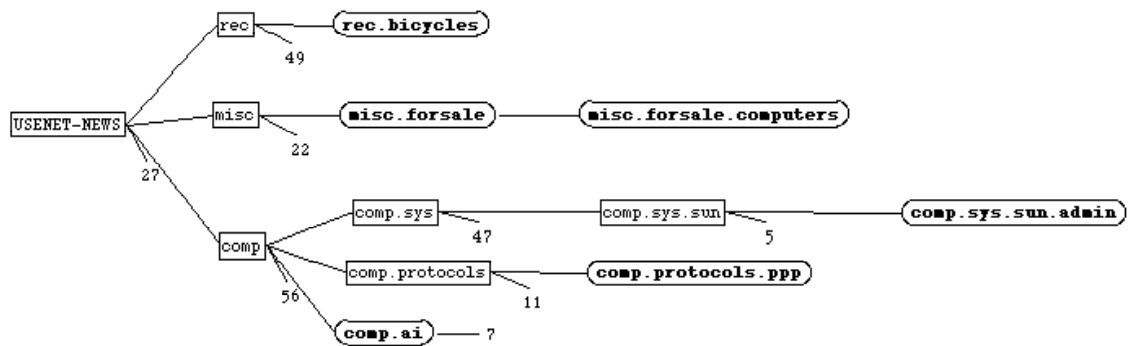 rec
rec.bicycles
49
USENET-NEWS
misc
misc.forsale
misc.forsale.computers
22
27
comp.sys
comp.sys.sun
comp.sys.sun.admin
47
5
comp
comp.protocols
comp.protocols.ppp
56
11
comp.ai
7